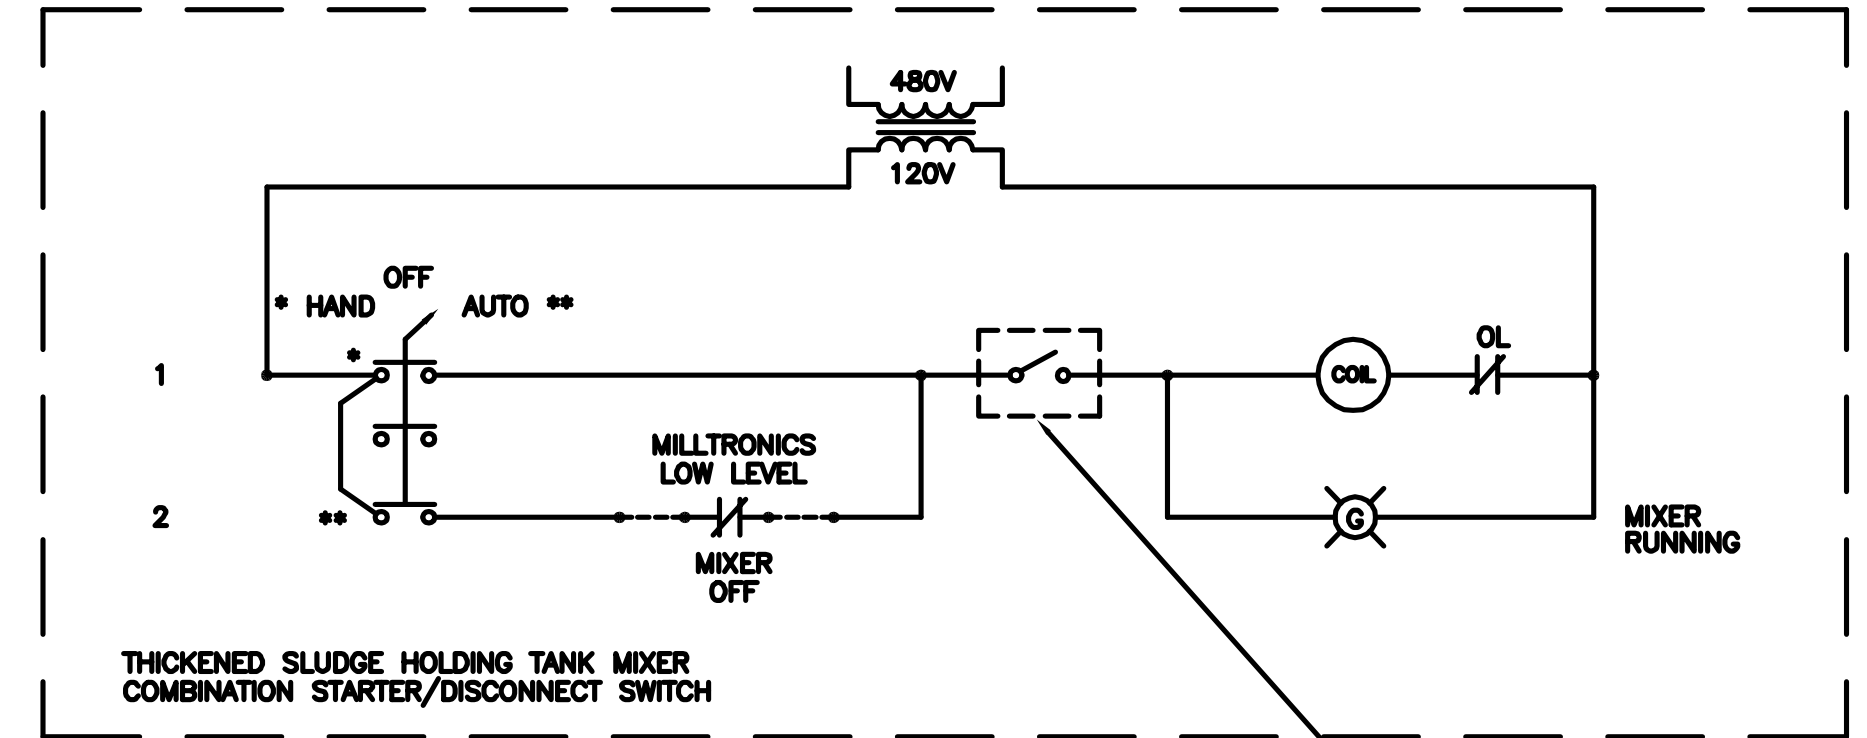 480V
120V
OFF
* HAND AUTO **
*
1
COIL
OL
MILLTRONICS
LOW LEVEL
2
**
G
MIXER
OFF
MIXER
RUNNING
THICKENED SLUDGE HOLDING TANK MIXER
COMBINATION STARTER/DISCONNECT SWITCH